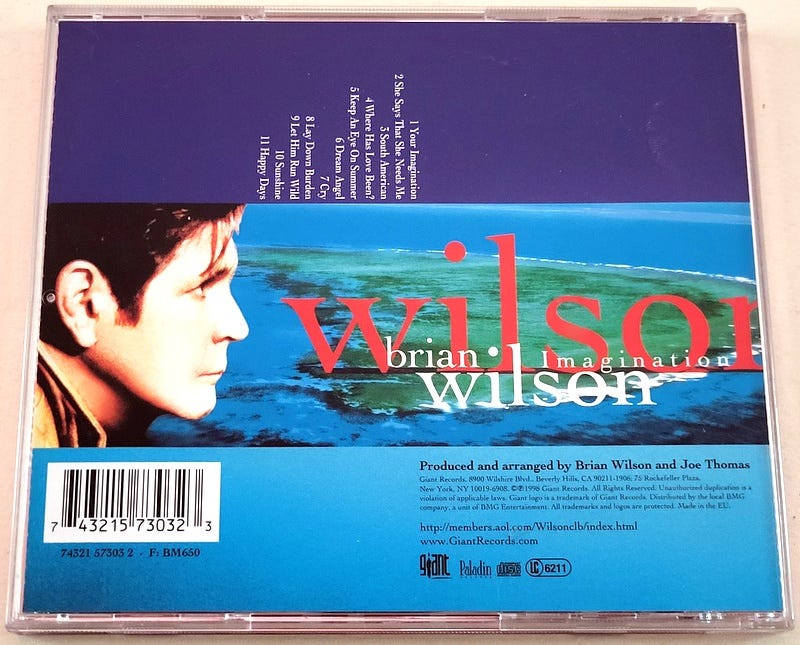 1 Your Imagination
2 She Says That She Needs Me
3 South American
4 Where Has Love Been?
5 Keep An Eye On Summer
6 Dream Angel
7 Cry
8 Lay Down Burden
9 Let Him Run Wild
10 Sunshine
11 Happy Days
wilson
brian Imagination
wilson
Produced and arranged by Brian Wilson and Joe Thomas
Giant Records, 8900 Wilshire Blvd., Beverly Hills, CA 90211-1906; 75 Rockefeller Plaza,
New York, NY 10019-6908. ©℗1998 Giant Records. All Rights Reserved. Unauthorized duplication is a
violation of applicable laws. Giant logo is a trademark of Giant Records. Distributed by the local BMG
company, a unit of BMG Entertainment. All trademarks and logos are protected. Made in the EU.
http://members.aol.com/Wilsonclb/index.html
www.GiantRecords.com
giant Paladin LC 6211
7 43215 73032 3
74321 57303 2 · F: BM650